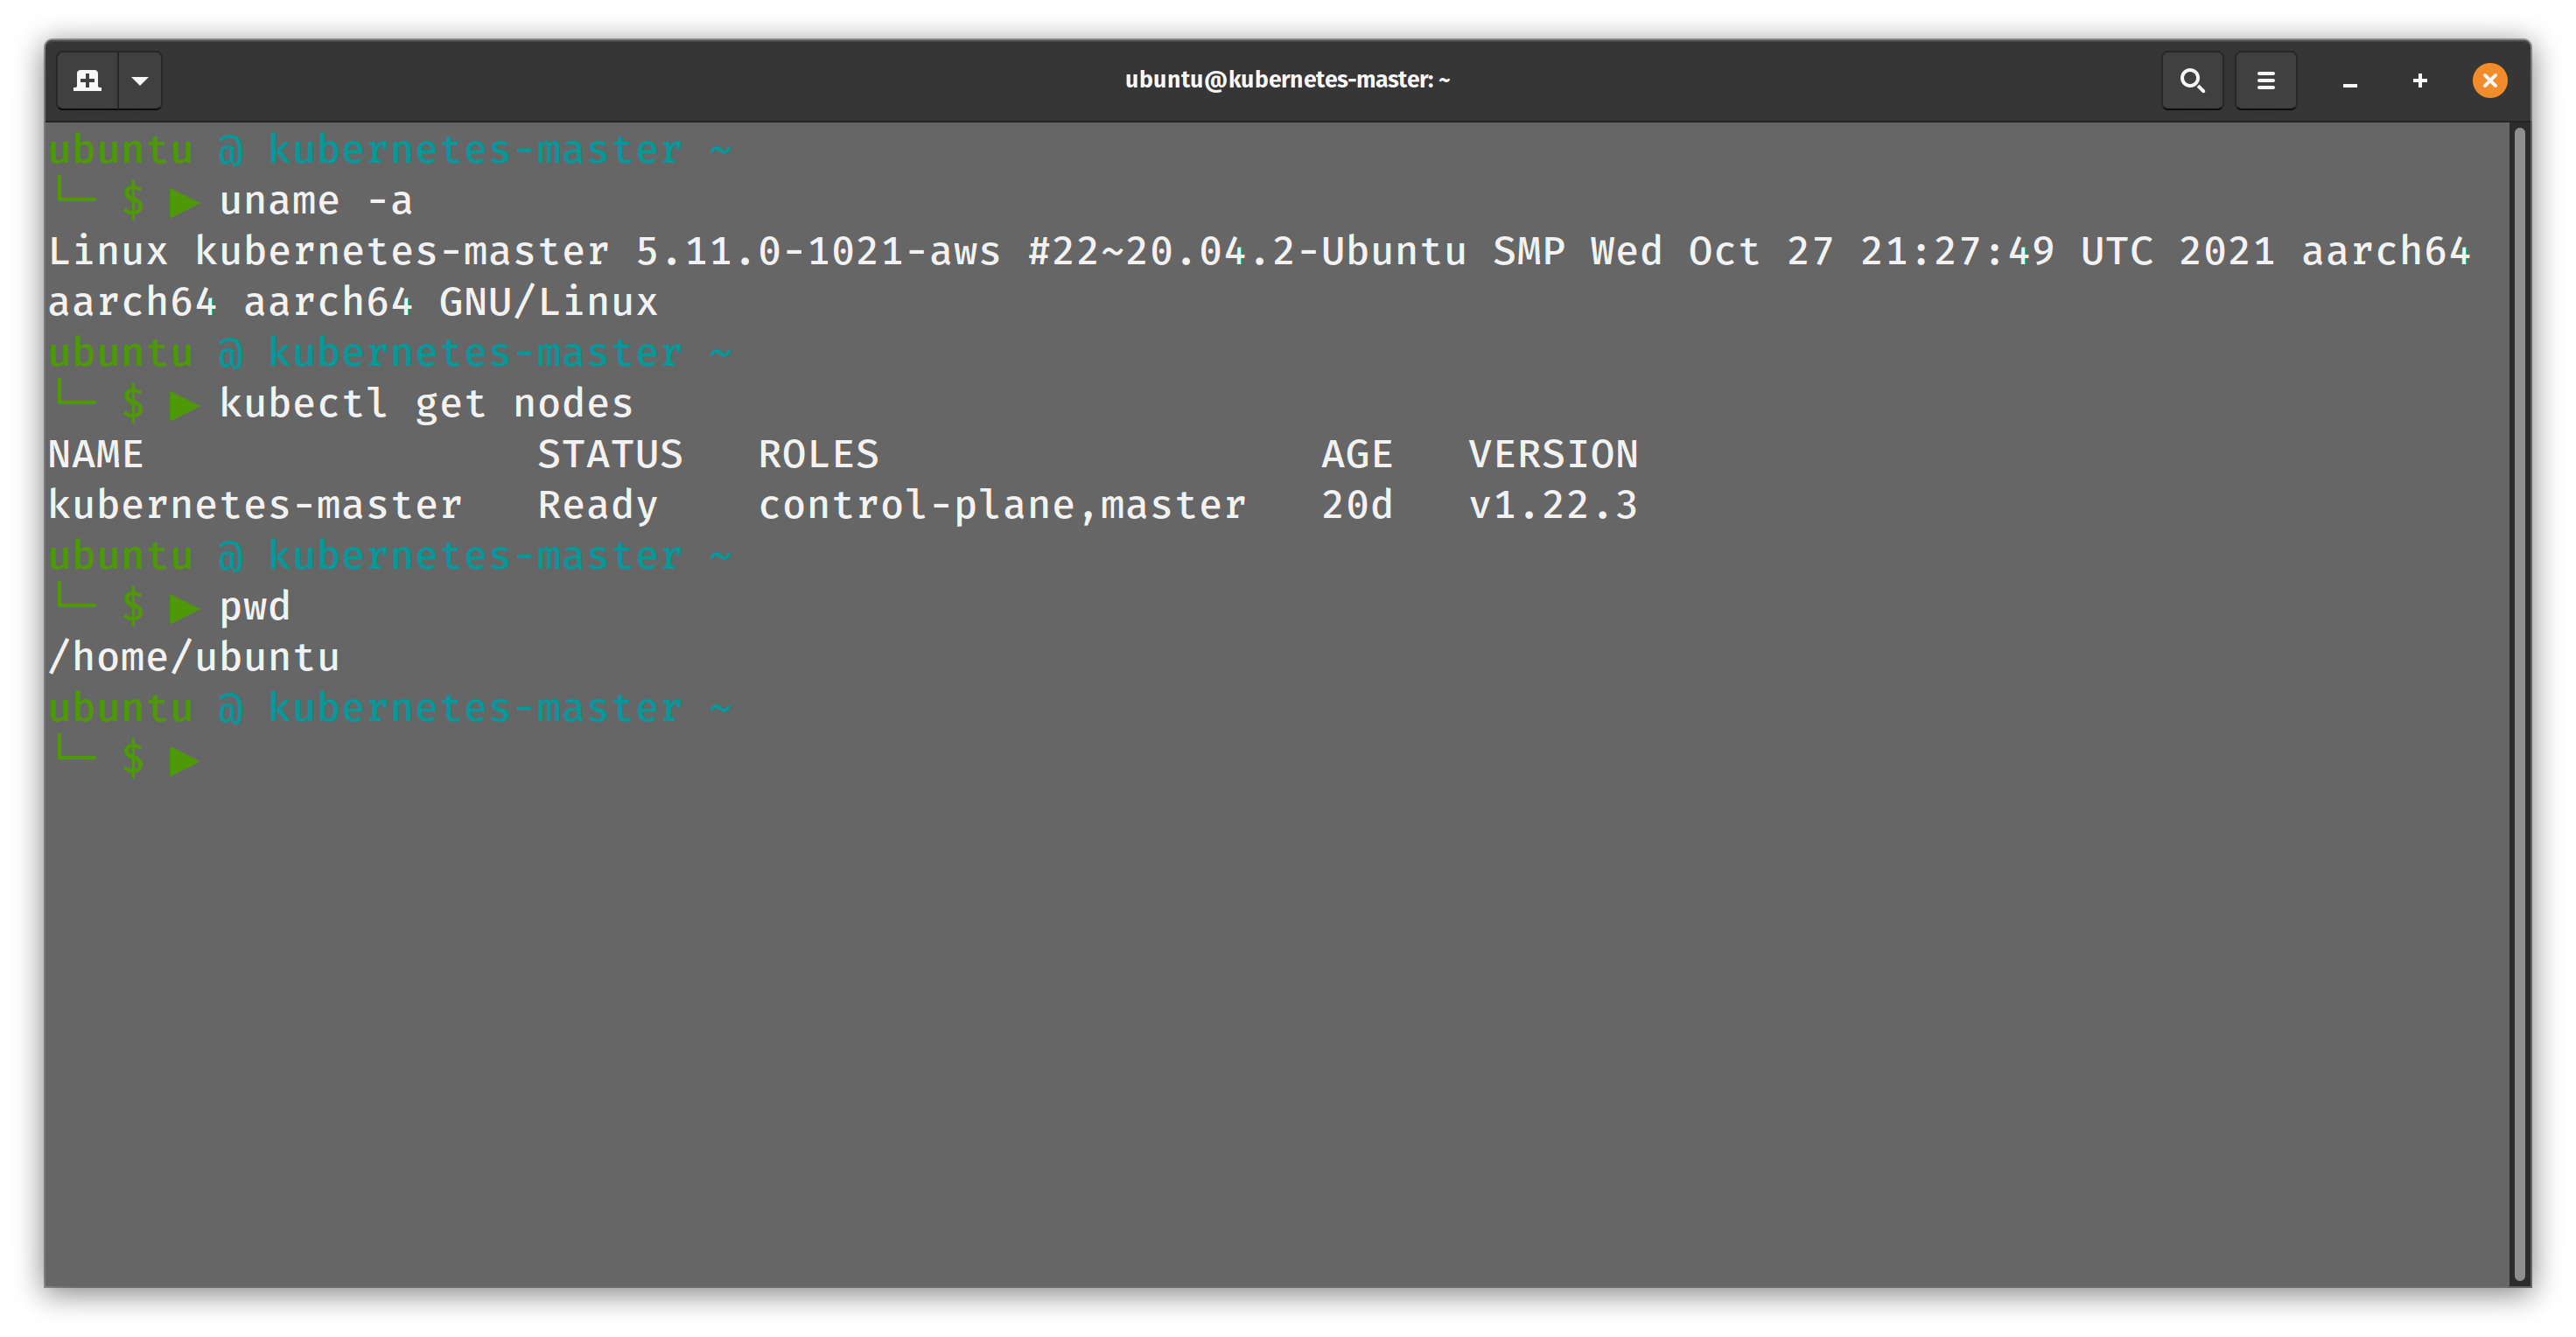 ubuntu@kubernetes-master: ~
ubuntu @ kubernetes-master ~
└─ $ ▶ uname -a
Linux kubernetes-master 5.11.0-1021-aws #22~20.04.2-Ubuntu SMP Wed Oct 27 21:27:49 UTC 2021 aarch64
aarch64 aarch64 GNU/Linux
ubuntu @ kubernetes-master ~
└─ $ ▶ kubectl get nodes
NAME                STATUS   ROLES                  AGE   VERSION
kubernetes-master   Ready    control-plane,master   20d   v1.22.3
ubuntu @ kubernetes-master ~
└─ $ ▶ pwd
/home/ubuntu
ubuntu @ kubernetes-master ~
└─ $ ▶